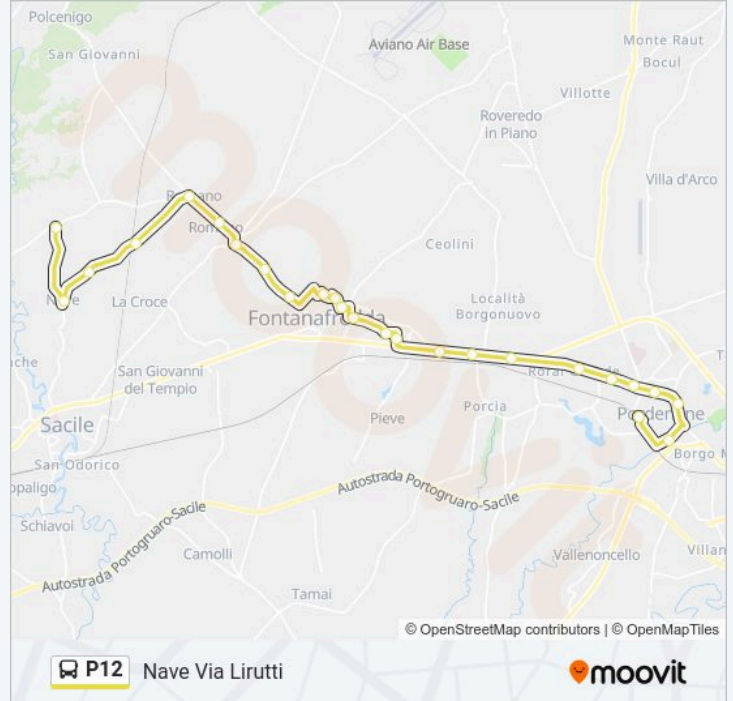 Polcenigo
San Giovanni
Aviano Air Base
Monte Raut
Bocul
Villotte
Roveredo
in Piano
Villa d'Arco
Ceolini
La Croce
Fontanafredda
Località
Borgonuovo
San Giovanni
del Tempio
Pieve
Porcia
Pordenone
Sacile
San Odorico
Borgo M
Schiavoi
Autostrada Portogruaro-Sacile
Autostrada Portogruaro-Sacile
Camolli
Vallenoncello
Villan
Tamai
© OpenStreetMap contributors | © OpenMapTiles
P12 Nave Via Lirutti
moovit